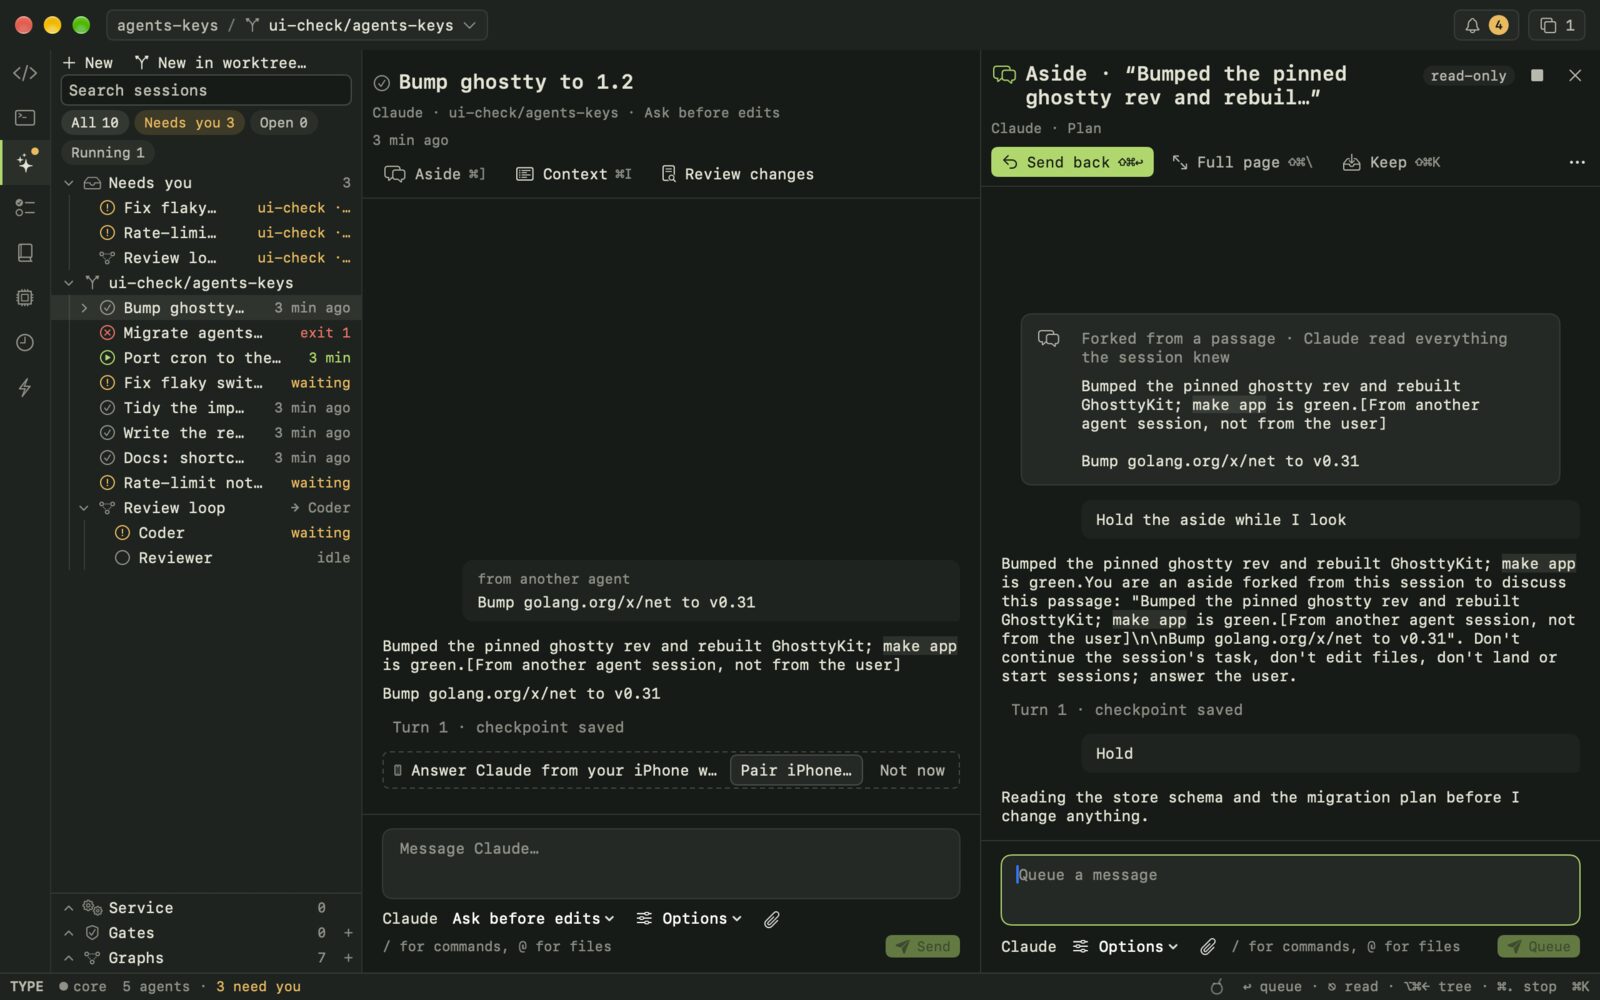 agents-keys / ui-check/agents-keys
4
1
+ New New in worktree…
Search sessions
All 10 Needs you 3 Open 0
Running 1
Needs you 3
Fix flaky… ui-check ·…
Rate-limi… ui-check ·…
Review lo… ui-check ·…
ui-check/agents-keys
Bump ghostty… 3 min ago
Migrate agents… exit 1
Port cron to the… 3 min
Fix flaky swit… waiting
Tidy the imp… 3 min ago
Write the re… 3 min ago
Docs: shortc… 3 min ago
Rate-limit not… waiting
Review loop → Coder
Coder waiting
Reviewer idle
Service 0
Gates 0 +
Graphs 7 +
Bump ghostty to 1.2
Claude · ui-check/agents-keys · Ask before edits
3 min ago
Aside ⌘] Context ⌘I Review changes
from another agent
Bump golang.org/x/net to v0.31
Bumped the pinned ghostty rev and rebuilt GhosttyKit; make app
is green.[From another agent session, not from the user]
Bump golang.org/x/net to v0.31
Turn 1 · checkpoint saved
Answer Claude from your iPhone w… Pair iPhone… Not now
Message Claude…
Claude Ask before edits Options
/ for commands, @ for files Send
Aside · “Bumped the pinned
ghostty rev and rebuil…”
read-only
Claude · Plan
Send back ⇧⌘↩ Full page ⇧⌘\ Keep ⇧⌘K …
Forked from a passage · Claude read everything
the session knew
Bumped the pinned ghostty rev and rebuilt
GhosttyKit; make app is green.[From another
agent session, not from the user]
Bump golang.org/x/net to v0.31
Hold the aside while I look
Bumped the pinned ghostty rev and rebuilt GhosttyKit; make app
is green.You are an aside forked from this session to discuss
this passage: "Bumped the pinned ghostty rev and rebuilt
GhosttyKit; make app is green.[From another agent session, not
from the user]\n\nBump golang.org/x/net to v0.31". Don't
continue the session's task, don't edit files, don't land or
start sessions; answer the user.
Turn 1 · checkpoint saved
Hold
Reading the store schema and the migration plan before I
change anything.
Queue a message
Claude Options / for commands, @ for files Queue
TYPE core 5 agents · 3 need you
↩ queue · ⎋ read · ⌥⌘← tree · ⌘. stop ⌘K